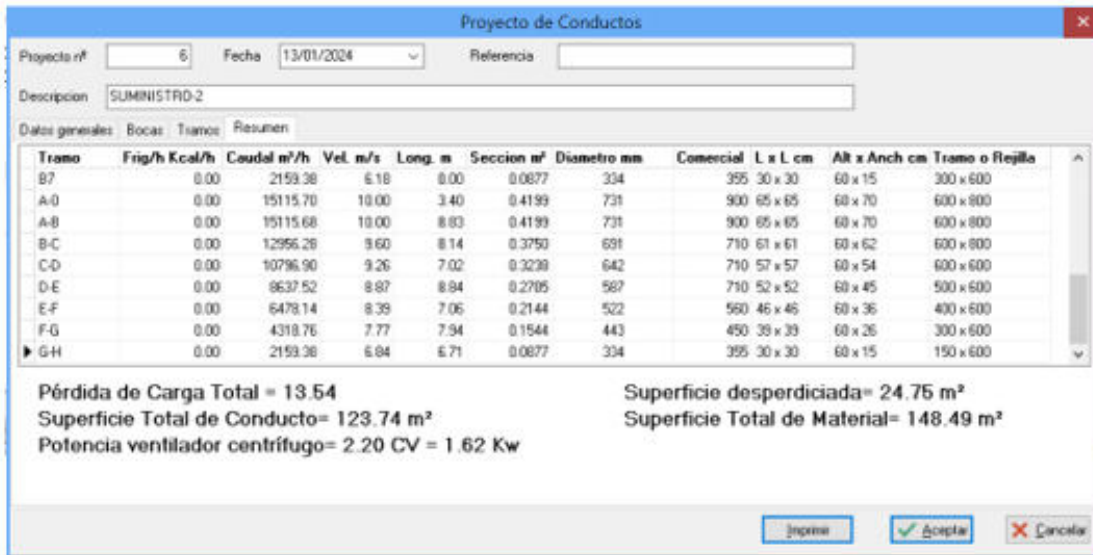 Proyecto de Conductos
Proyecto nº 6 Fecha 13/01/2024 Referencia
Descripcion SUMINISTRO-2
Datos generales Bocas Tramos Resumen
Tramo Frig/h Kcal/h Caudal m³/h Vel. m/s Long. m Seccion m² Diametro mm Comercial L x L cm Alt x Anch cm Tramo o Rejilla
B7 0.00 2159.38 6.18 0.00 0.0877 334 355 30 x 30 60 x 15 300 x 600
A-0 0.00 15115.70 10.00 3.40 0.4199 731 900 65 x 65 60 x 70 600 x 800
A-B 0.00 15115.68 10.00 8.83 0.4199 731 900 65 x 65 60 x 70 600 x 800
B-C 0.00 12956.28 9.60 8.14 0.3750 691 710 61 x 61 60 x 62 600 x 800
C-D 0.00 10796.90 9.26 7.02 0.3238 642 710 57 x 57 60 x 54 600 x 600
D-E 0.00 8637.52 8.87 8.84 0.2705 587 710 52 x 52 60 x 45 500 x 600
E-F 0.00 6478.14 8.39 7.06 0.2144 522 560 46 x 46 60 x 36 400 x 600
F-G 0.00 4318.76 7.77 7.94 0.1544 443 450 39 x 39 60 x 26 300 x 600
G-H 0.00 2159.38 6.84 6.71 0.0877 334 355 30 x 30 60 x 15 150 x 600
Pérdida de Carga Total = 13.54 Superficie desperdiciada= 24.75 m²
Superficie Total de Conducto= 123.74 m² Superficie Total de Material= 148.49 m²
Potencia ventilador centrífugo= 2.20 CV = 1.62 Kw
Imprimir Aceptar Cancelar